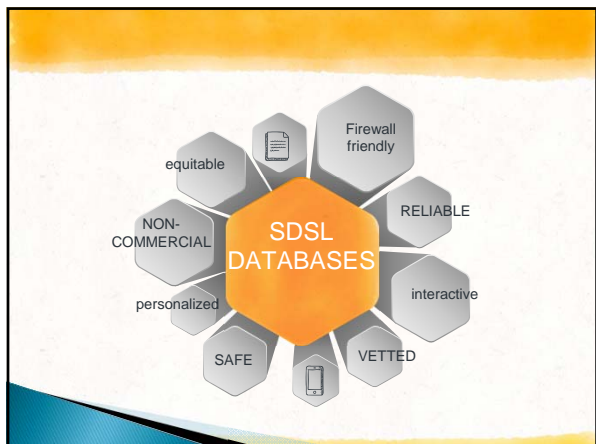 Firewall
friendly
equitable
RELIABLE
NON-
COMMERCIAL
SDSL
DATABASES
interactive
personalized
SAFE
VETTED